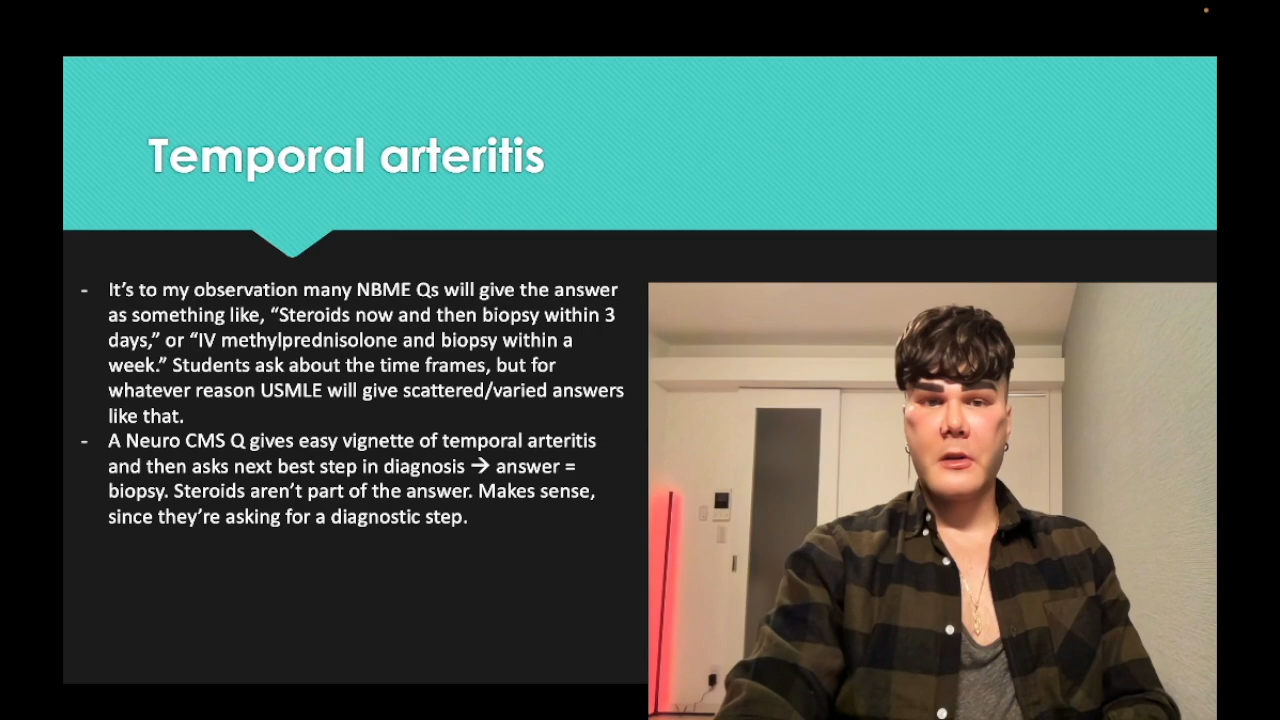 Temporal arteritis
- It’s to my observation many NBME Qs will give the answer
as something like, “Steroids now and then biopsy within 3
days,” or “IV methylprednisolone and biopsy within a
week.” Students ask about the time frames, but for
whatever reason USMLE will give scattered/varied answers
like that.
- A Neuro CMS Q gives easy vignette of temporal arteritis
and then asks next best step in diagnosis → answer =
biopsy. Steroids aren’t part of the answer. Makes sense,
since they’re asking for a diagnostic step.